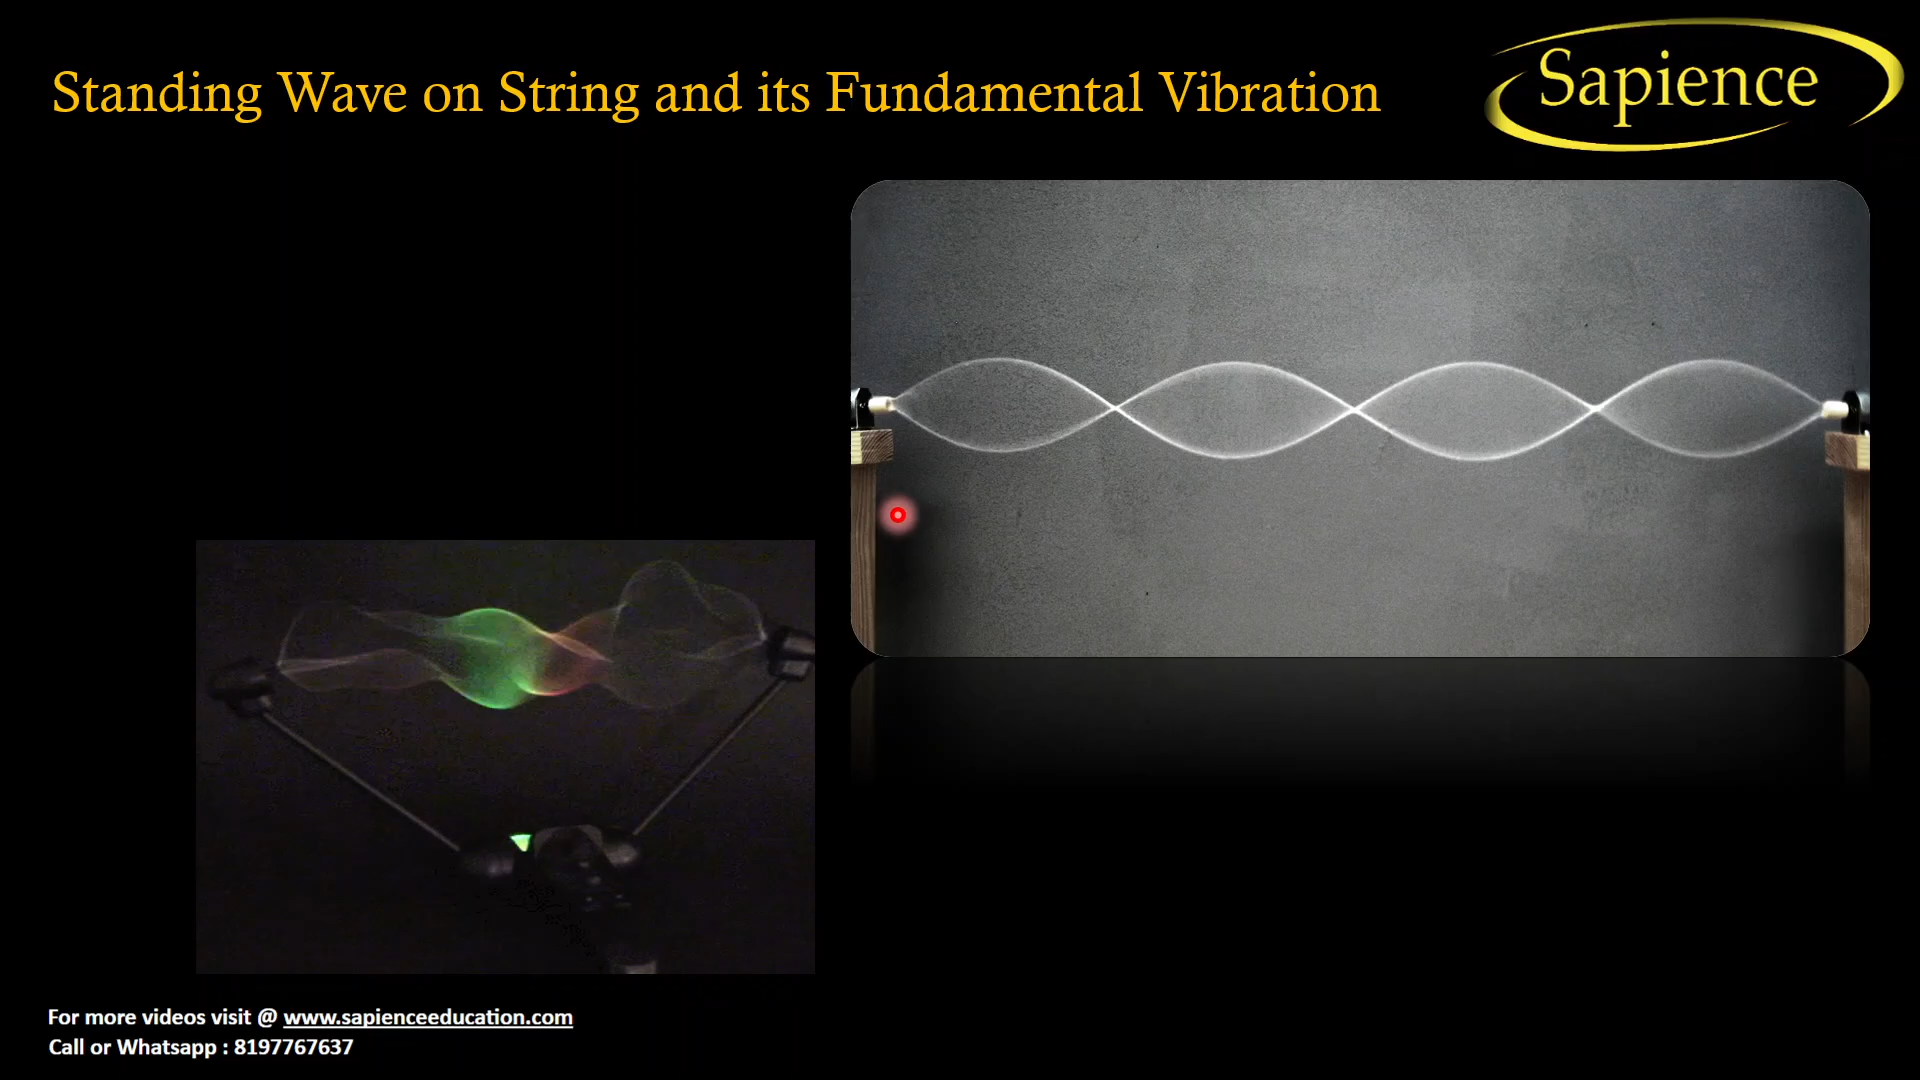 Standing Wave on String and its Fundamental Vibration
Sapience
For more videos visit @ www.sapienceeducation.com
Call or Whatsapp : 8197767637